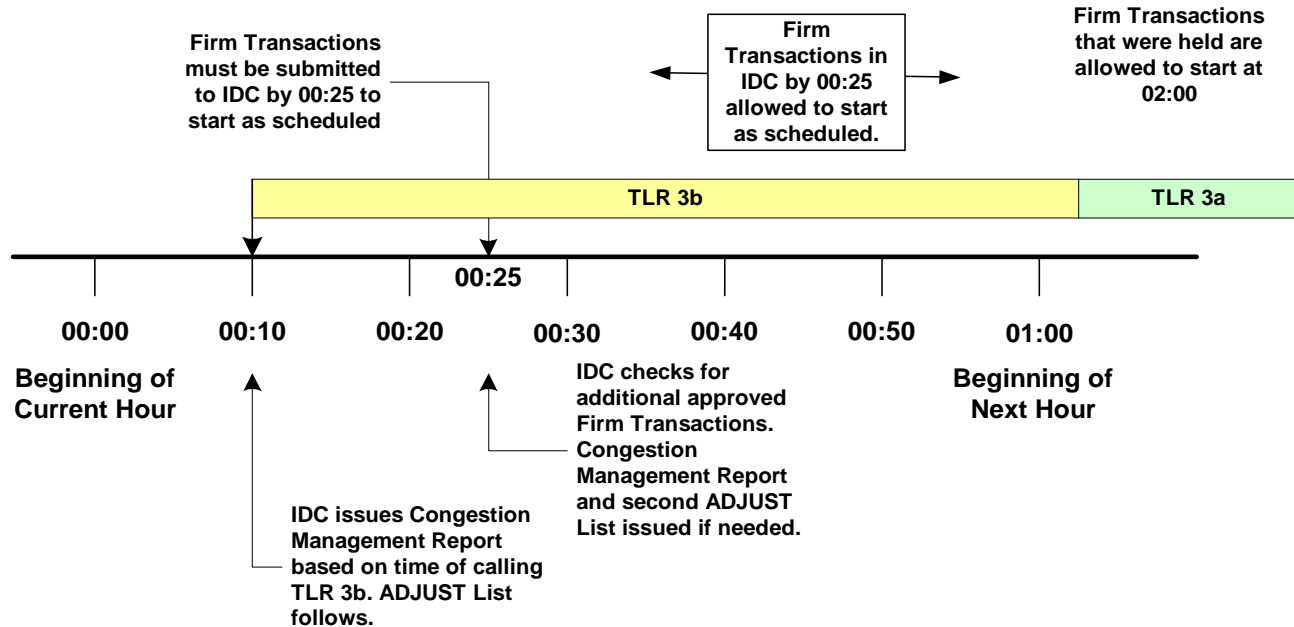 Firm Transactions
must be submitted
to IDC by 00:25 to
start as scheduled
Firm
Transactions in
IDC by 00:25
allowed to start
as scheduled.
Firm Transactions
that were held are
allowed to start at
02:00
TLR 3b
TLR 3a
00:25
00:00
00:10
00:20
00:30
00:40
00:50
01:00
Beginning of
Current Hour
Beginning of
Next Hour
IDC checks for
additional approved
Firm Transactions.
Congestion
Management Report
and second ADJUST
List issued if needed.
IDC issues Congestion
Management Report
based on time of calling
TLR 3b. ADJUST List
follows.